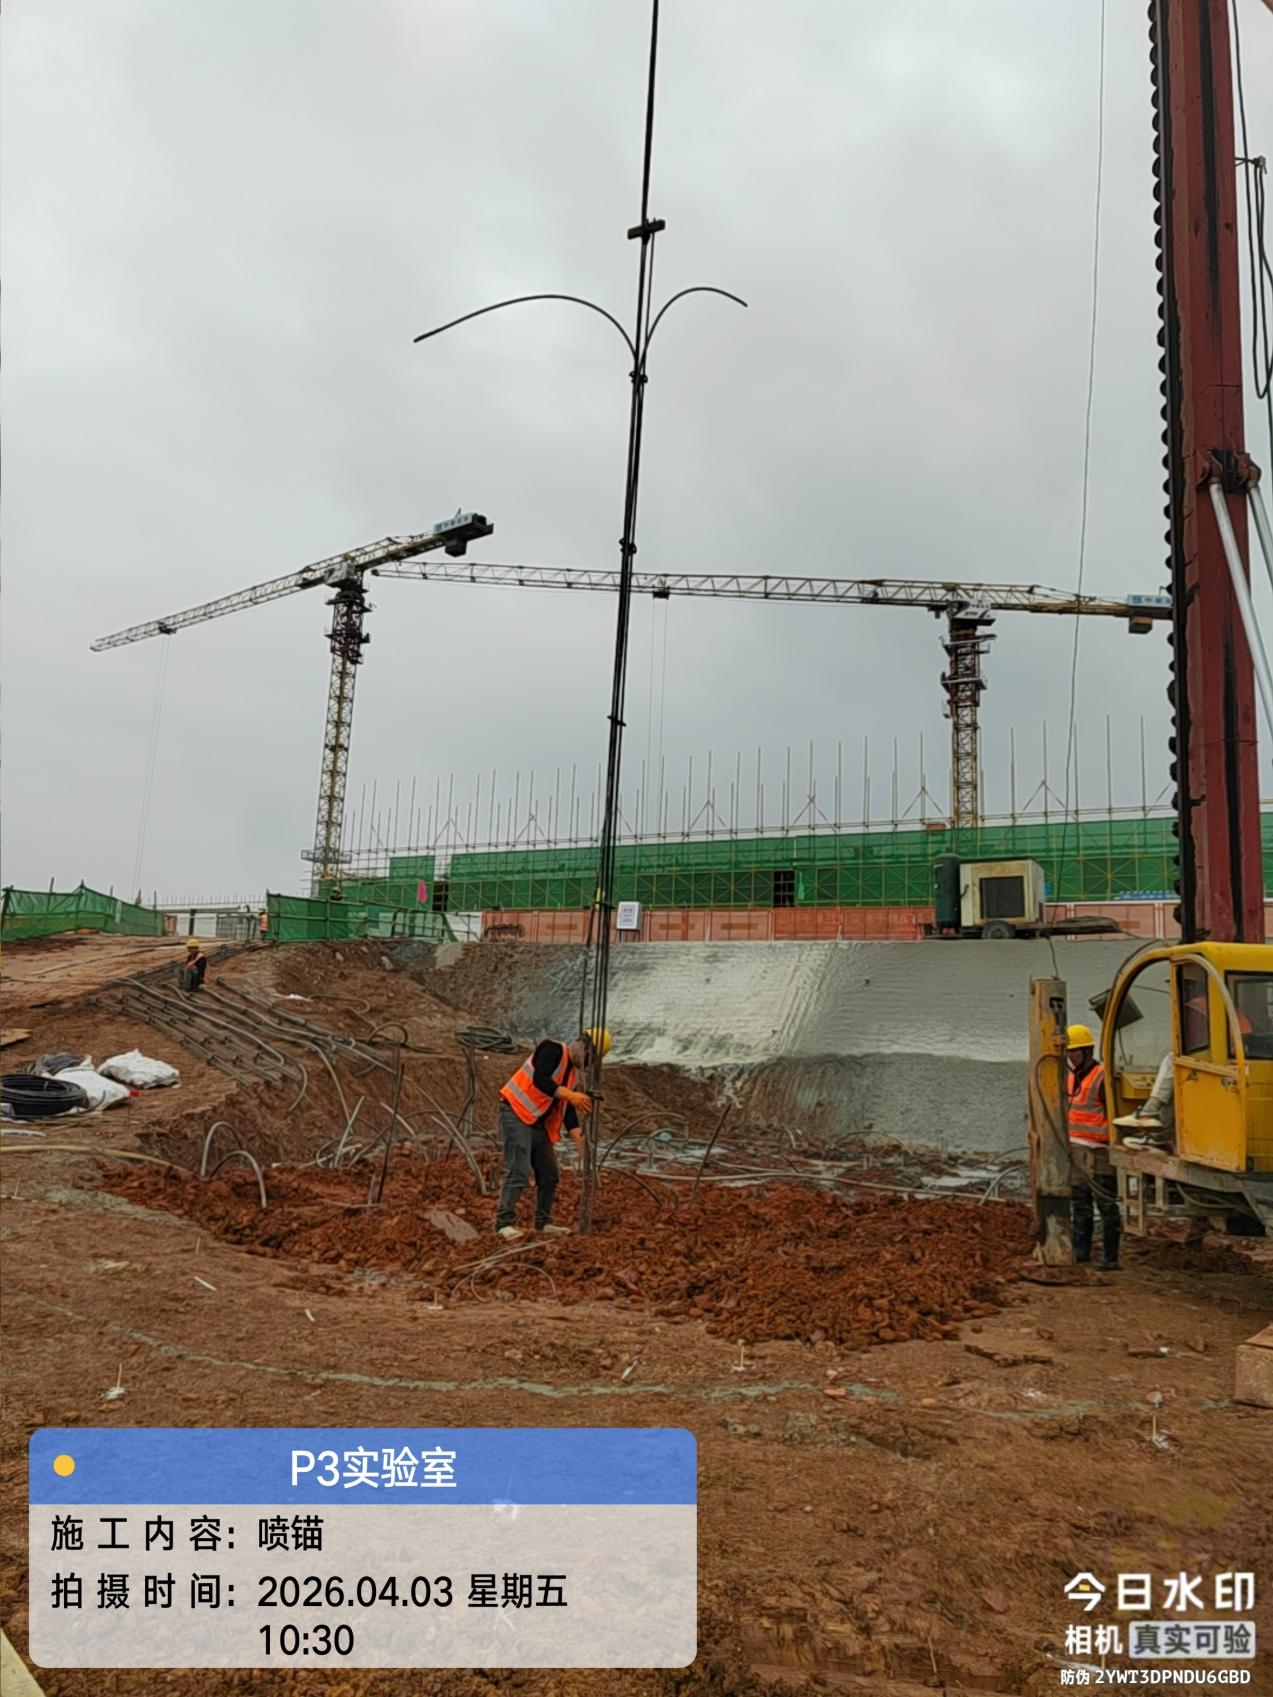 P3实验室
施工内容：喷锚
拍摄时间：2026.04.03 星期五
10:30
今日水印
相机 真实可验
防伪 2YWT3DPNDU6GBD